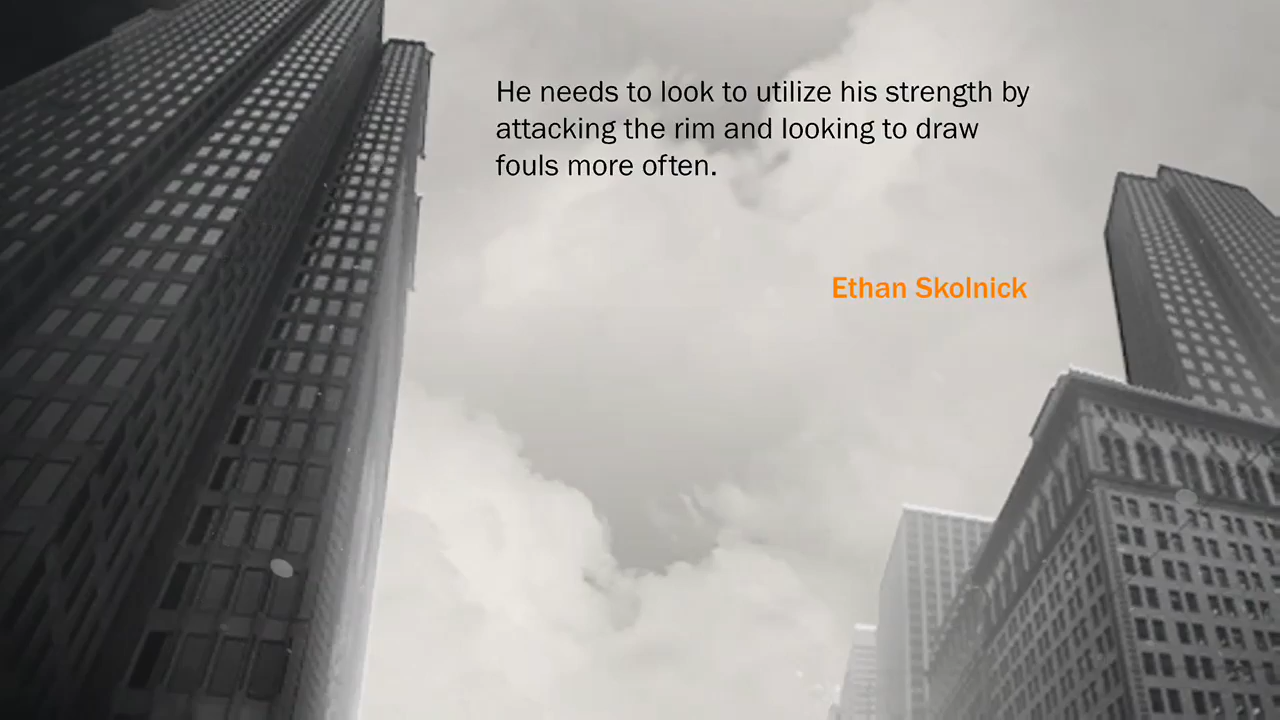 He needs to look to utilize his strength by
attacking the rim and looking to draw
fouls more often.
Ethan Skolnick